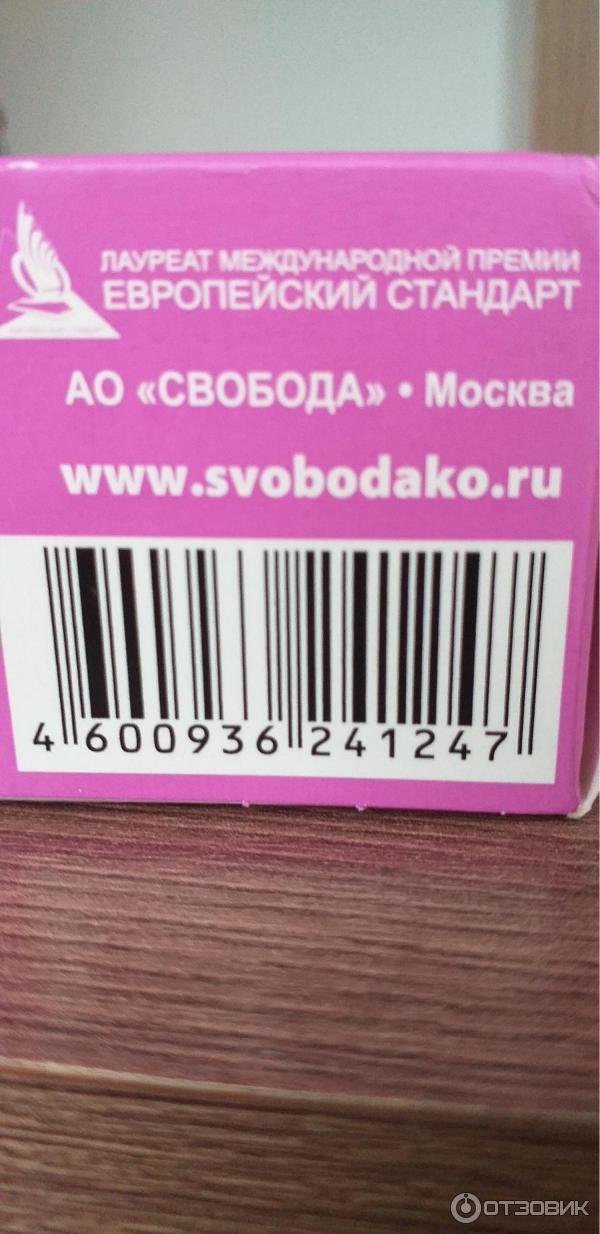 ЛАУРЕАТ МЕЖДУНАРОДНОЙ ПРЕМИИ
ЕВРОПЕЙСКИЙ СТАНДАРТ
АО «СВОБОДА» • Москва
www.svobodako.ru
4 600936 241247
ОТЗОВИК